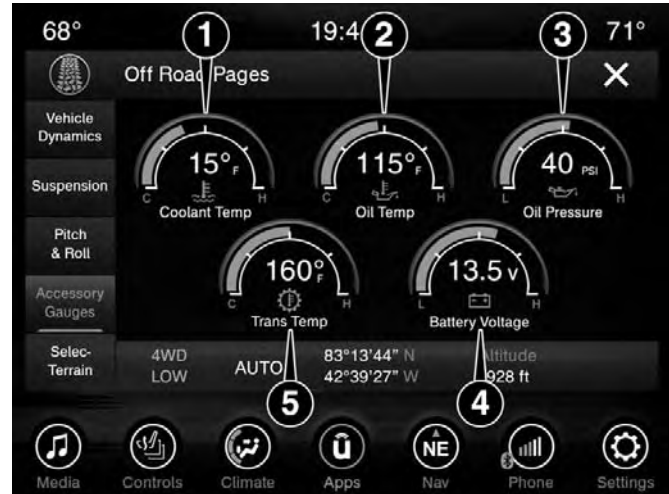 68°
1
19:4
2
3
71°
Off Road Pages
X
Vehicle
Dynamics
Suspension
Pitch
& Roll
Accessory
Gauges
Selec-
Terrain
15°F
C H
Coolant Temp
115°F
C H
Oil Temp
40 PSI
L H
Oil Pressure
160°F
C H
Trans Temp
13.5 V
L H
Battery Voltage
4WD
LOW
AUTO
83°13'44" N
42°39'27" W
Altitude
928 ft
5
4
NE
Media
Controls
Climate
Apps
Nav
Phone
Settings